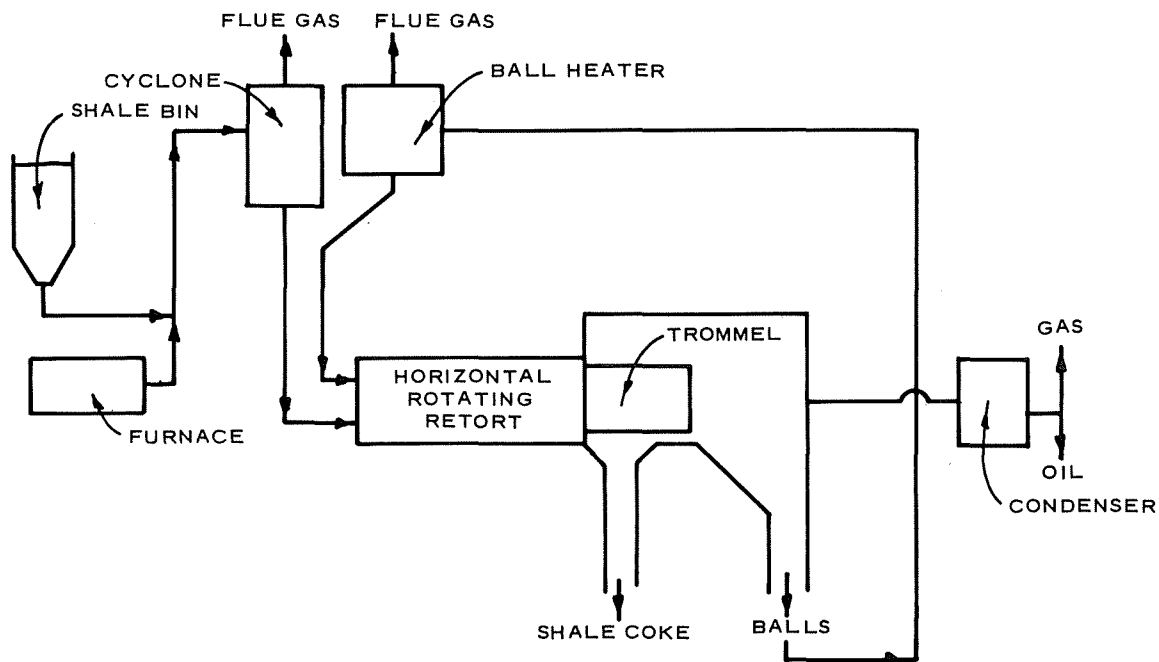 FLUE GAS
FLUE GAS
CYCLONE
BALL HEATER
SHALE BIN
TROMMEL
GAS
HORIZONTAL
ROTATING
RETORT
FURNACE
OIL
CONDENSER
SHALE COKE
BALLS